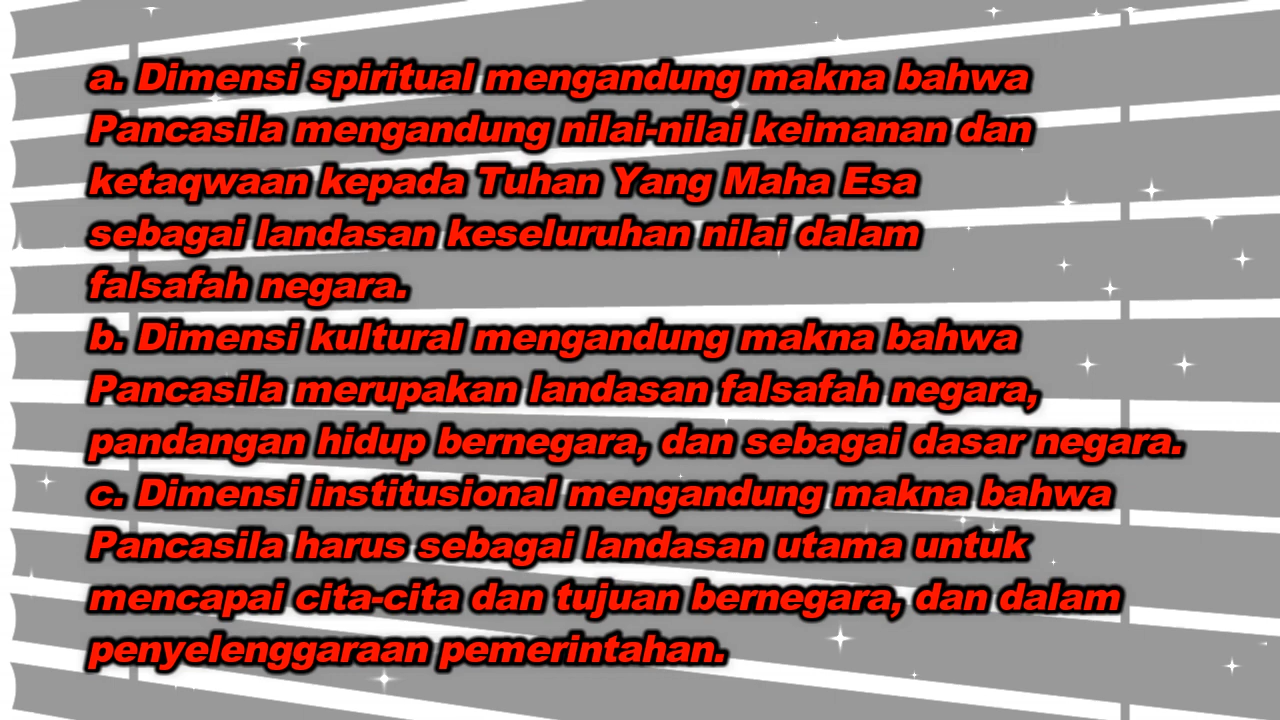 a. Dimensi spiritual mengandung makna bahwa
Pancasila mengandung nilai-nilai keimanan dan
ketaqwaan kepada Tuhan Yang Maha Esa
sebagai landasan keseluruhan nilai dalam
falsafah negara.
b. Dimensi kultural mengandung makna bahwa
Pancasila merupakan landasan falsafah negara,
pandangan hidup bernegara, dan sebagai dasar negara.
c. Dimensi institusional mengandung makna bahwa
Pancasila harus sebagai landasan utama untuk
mencapai cita-cita dan tujuan bernegara, dan dalam
penyelenggaraan pemerintahan.